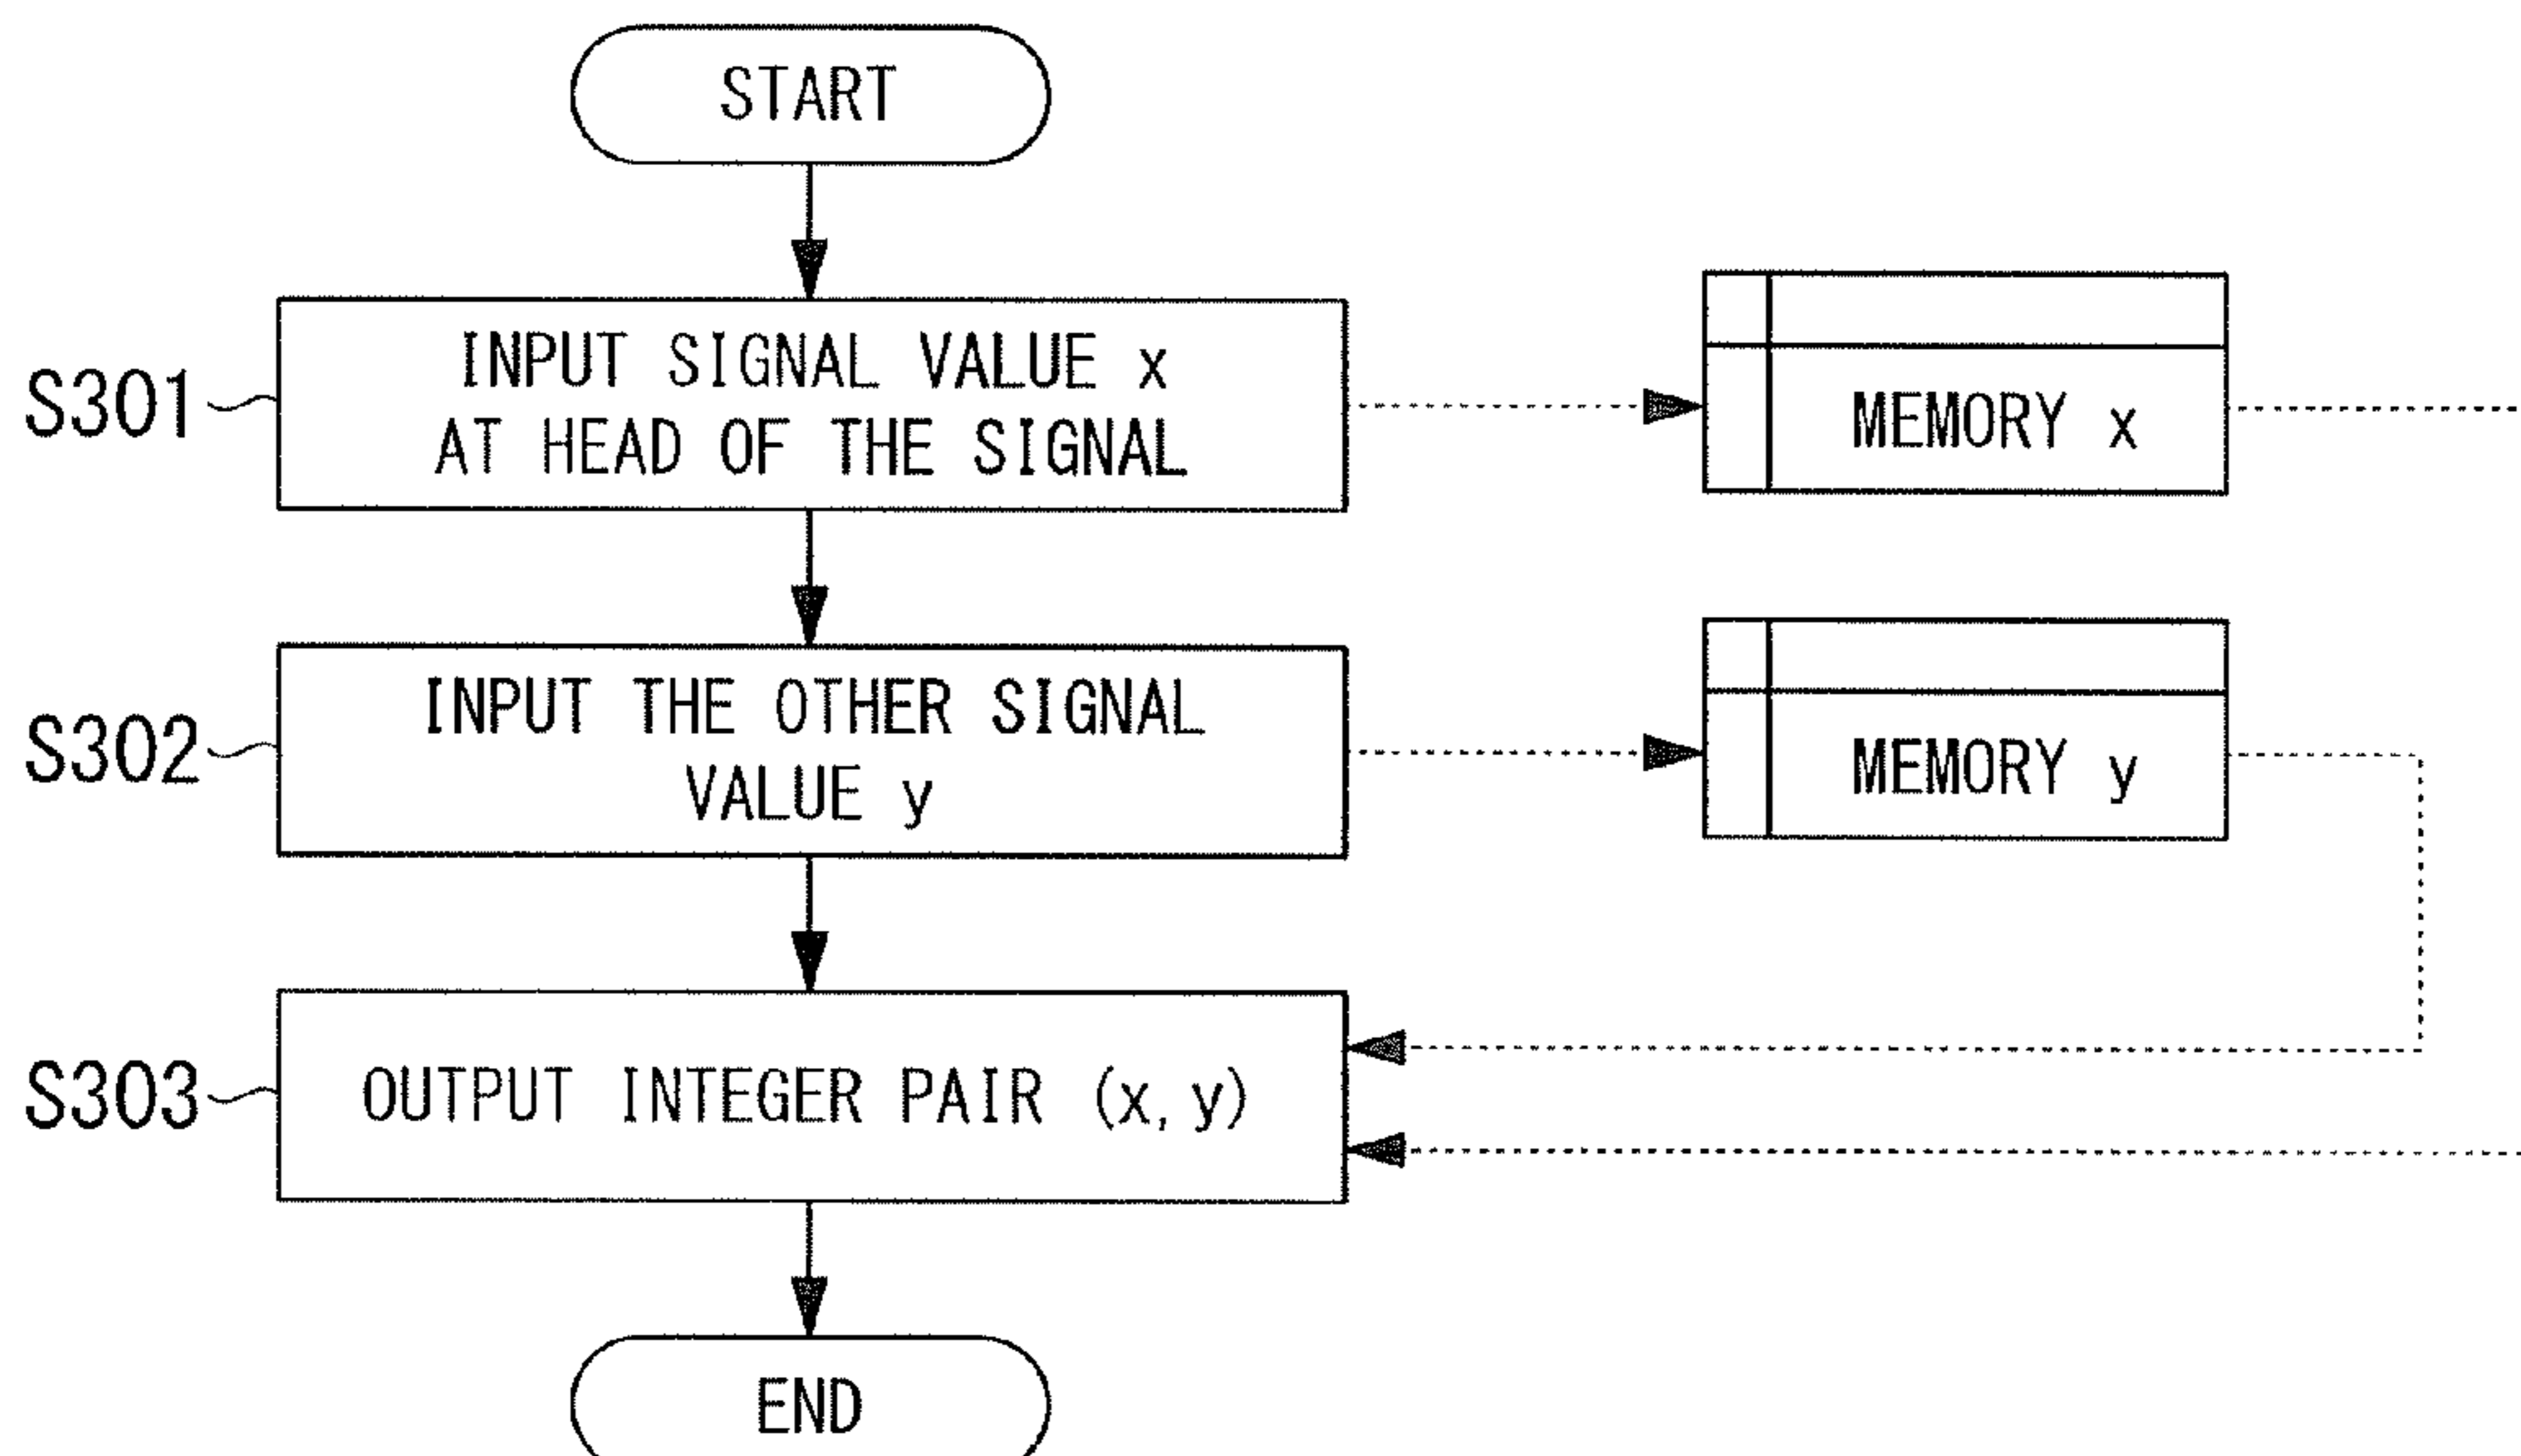 START
S301
INPUT SIGNAL VALUE x
AT HEAD OF THE SIGNAL
MEMORY x
S302
INPUT THE OTHER SIGNAL
VALUE y
MEMORY y
S303
OUTPUT INTEGER PAIR (x, y)
END